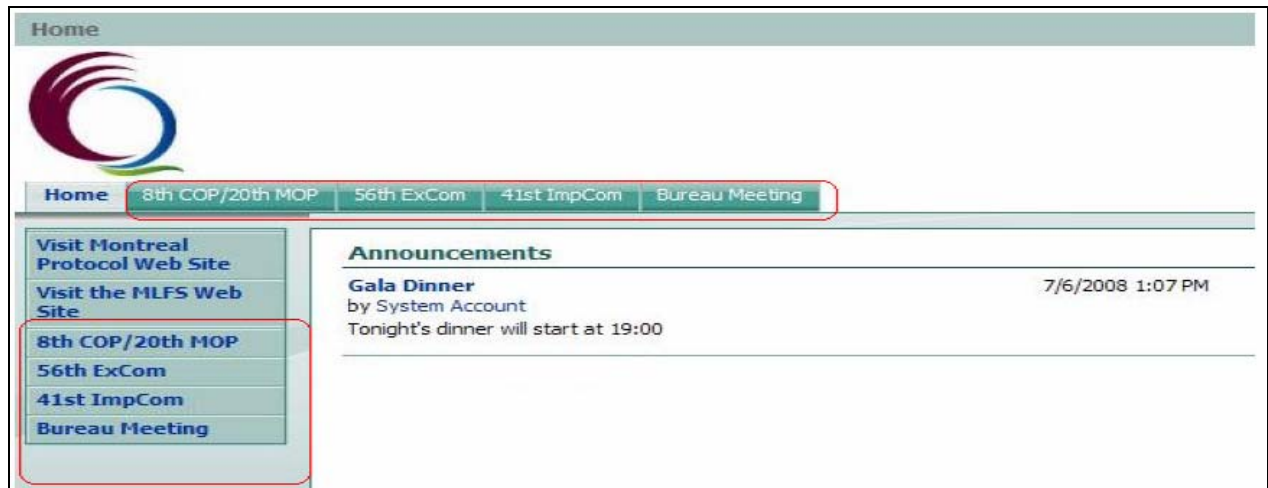 Home
Home 8th COP/20th MOP 56th ExCom 41st ImpCom Bureau Meeting
Visit Montreal
Protocol Web Site
Visit the MLFS Web
Site
8th COP/20th MOP
56th ExCom
41st ImpCom
Bureau Meeting
Announcements
Gala Dinner 7/6/2008 1:07 PM
by System Account
Tonight's dinner will start at 19:00